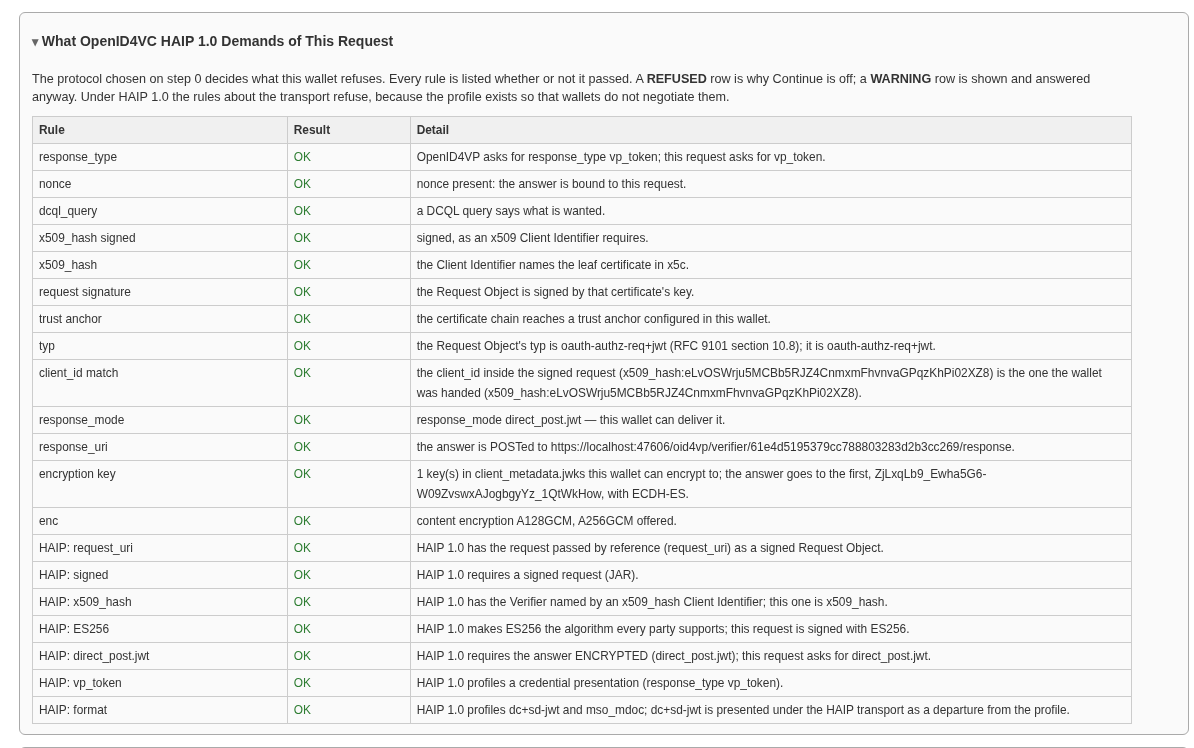 ▾ What OpenID4VC HAIP 1.0 Demands of This Request
The protocol chosen on step 0 decides what this wallet refuses. Every rule is listed whether or not it passed. A REFUSED row is why Continue is off; a WARNING row is shown and answered
anyway. Under HAIP 1.0 the rules about the transport refuse, because the profile exists so that wallets do not negotiate them.
Rule Result Detail
response_type OK OpenID4VP asks for response_type vp_token; this request asks for vp_token.
nonce OK nonce present: the answer is bound to this request.
dcql_query OK a DCQL query says what is wanted.
x509_hash signed OK signed, as an x509 Client Identifier requires.
x509_hash OK the Client Identifier names the leaf certificate in x5c.
request signature OK the Request Object is signed by that certificate's key.
trust anchor OK the certificate chain reaches a trust anchor configured in this wallet.
typ OK the Request Object's typ is oauth-authz-req+jwt (RFC 9101 section 10.8); it is oauth-authz-req+jwt.
client_id match OK the client_id inside the signed request (x509_hash:eLvOSWrju5MCBb5RJZ4CnmxmFhvnvaGPqzKhPi02XZ8) is the one the wallet
was handed (x509_hash:eLvOSWrju5MCBb5RJZ4CnmxmFhvnvaGPqzKhPi02XZ8).
response_mode OK response_mode direct_post.jwt — this wallet can deliver it.
response_uri OK the answer is POSTed to https://localhost:47606/oid4vp/verifier/61e4d5195379cc788803283d2b3cc269/response.
encryption key OK 1 key(s) in client_metadata.jwks this wallet can encrypt to; the answer goes to the first, ZjLxqLb9_Ewha5G6-
W09ZvswxAJogbgyYz_1QtWkHow, with ECDH-ES.
enc OK content encryption A128GCM, A256GCM offered.
HAIP: request_uri OK HAIP 1.0 has the request passed by reference (request_uri) as a signed Request Object.
HAIP: signed OK HAIP 1.0 requires a signed request (JAR).
HAIP: x509_hash OK HAIP 1.0 has the Verifier named by an x509_hash Client Identifier; this one is x509_hash.
HAIP: ES256 OK HAIP 1.0 makes ES256 the algorithm every party supports; this request is signed with ES256.
HAIP: direct_post.jwt OK HAIP 1.0 requires the answer ENCRYPTED (direct_post.jwt); this request asks for direct_post.jwt.
HAIP: vp_token OK HAIP 1.0 profiles a credential presentation (response_type vp_token).
HAIP: format OK HAIP 1.0 profiles dc+sd-jwt and mso_mdoc; dc+sd-jwt is presented under the HAIP transport as a departure from the profile.